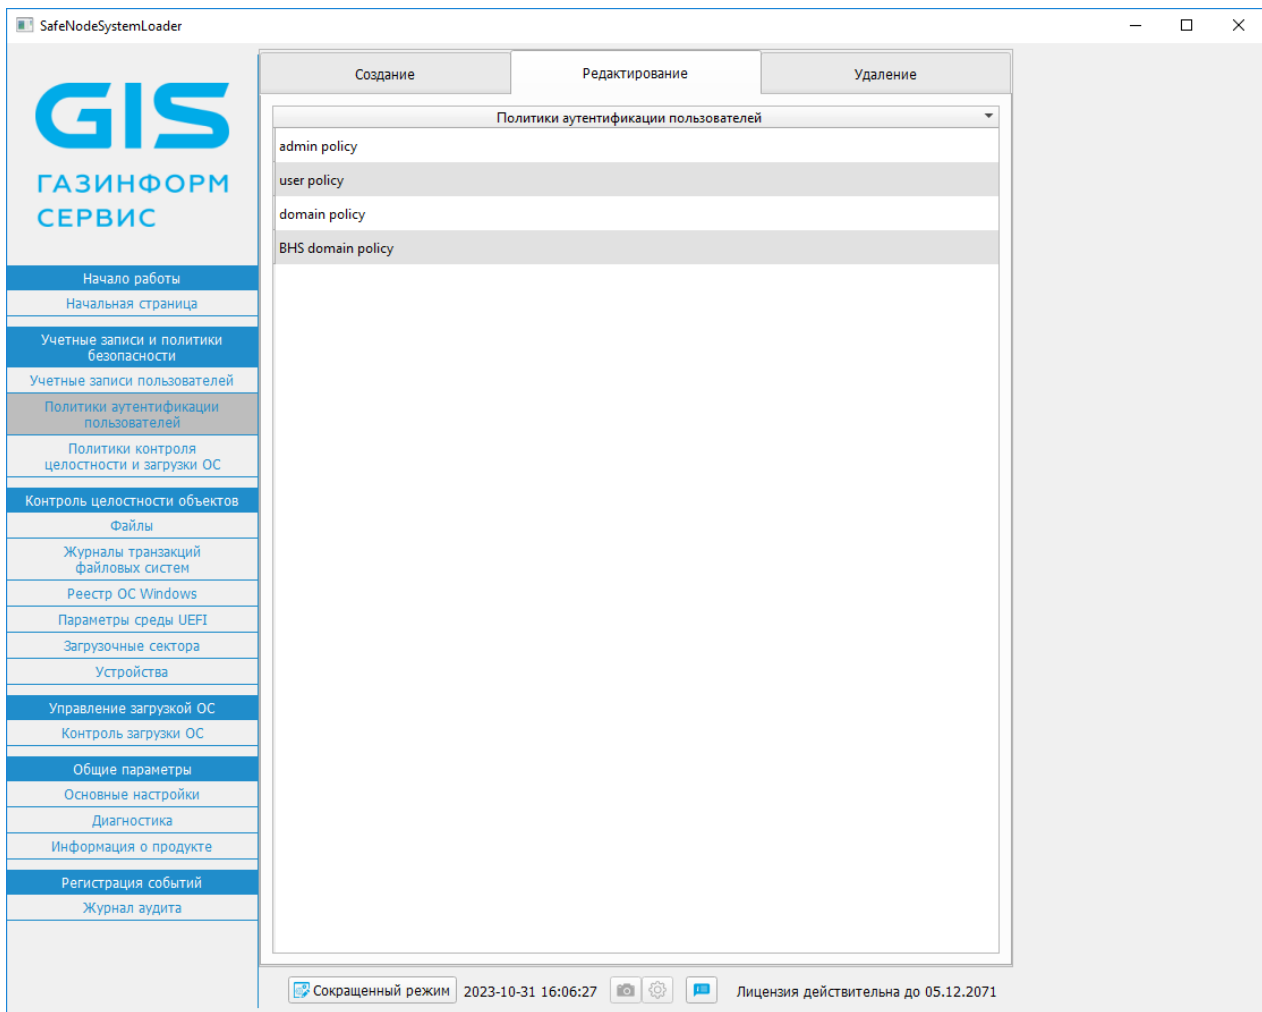 SafeNodeSystemLoader
GIS
ГАЗИНФОРМ
СЕРВИС
Начало работы
Начальная страница
Учетные записи и политики
безопасности
Учетные записи пользователей
Политики аутентификации
пользователей
Политики контроля
целостности и загрузки ОС
Контроль целостности объектов
Файлы
Журналы транзакций
файловых систем
Реестр ОС Windows
Параметры среды UEFI
Загрузочные сектора
Устройства
Управление загрузкой ОС
Контроль загрузки ОС
Общие параметры
Основные настройки
Диагностика
Информация о продукте
Регистрация событий
Журнал аудита
Создание
Редактирование
Удаление
Политики аутентификации пользователей
admin policy
user policy
domain policy
BHS domain policy
Сокращенный режим
2023-10-31 16:06:27
Лицензия действительна до 05.12.2071